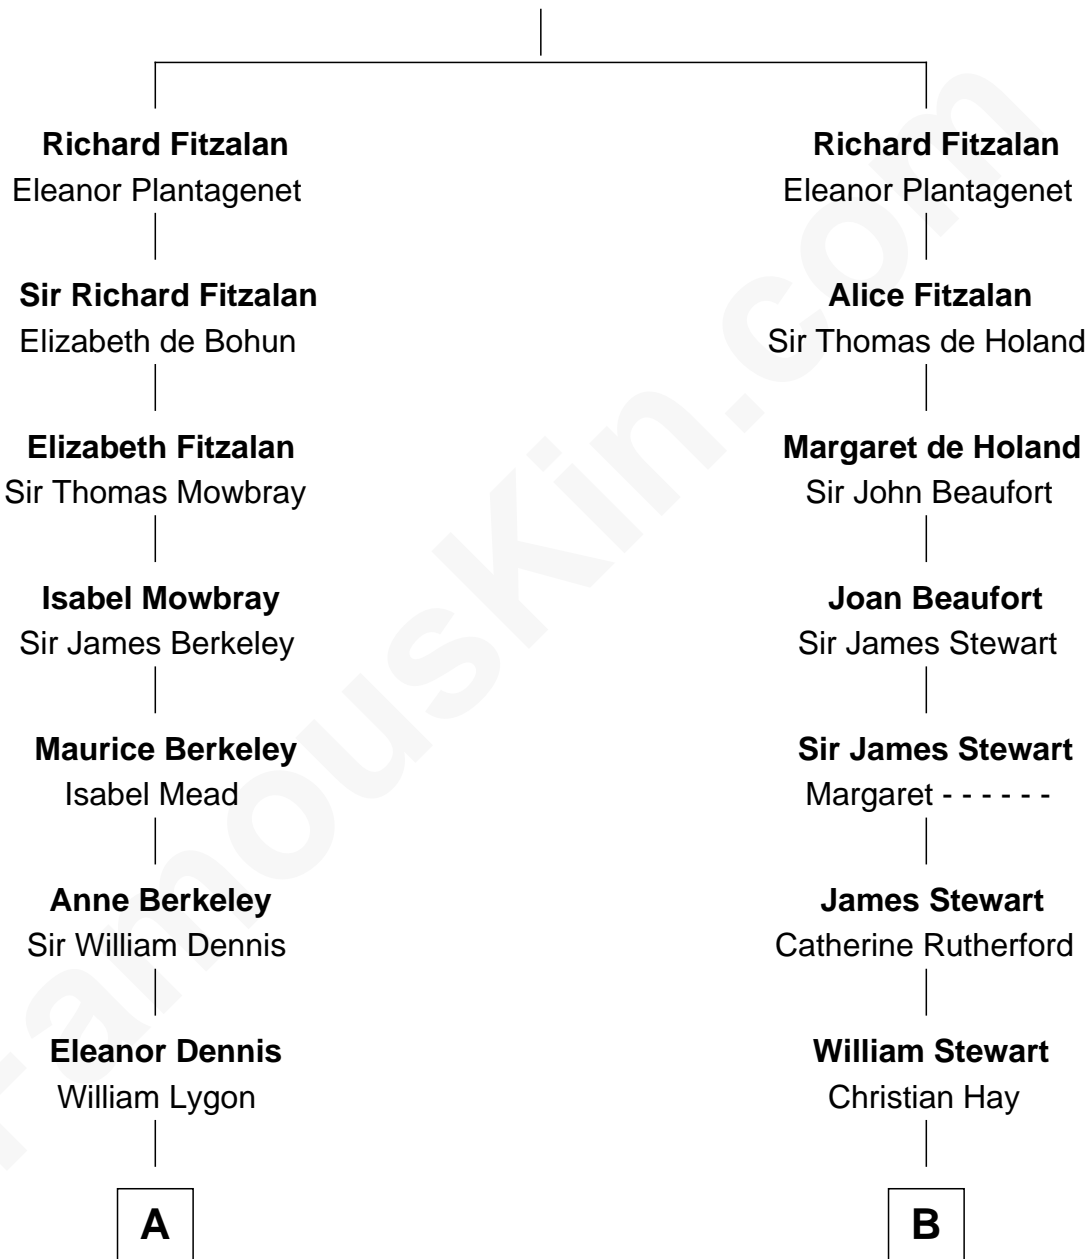 Richard Fitzalan
Eleanor Plantagenet
Sir Richard Fitzalan
Elizabeth de Bohun
Elizabeth Fitzalan
Sir Thomas Mowbray
Isabel Mowbray
Sir James Berkeley
Maurice Berkeley
Isabel Mead
Anne Berkeley
Sir William Dennis
Eleanor Dennis
William Lygon
A
Richard Fitzalan
Eleanor Plantagenet
Alice Fitzalan
Sir Thomas de Holand
Margaret de Holand
Sir John Beaufort
Joan Beaufort
Sir James Stewart
Sir James Stewart
Margaret - - - - - -
James Stewart
Catherine Rutherford
William Stewart
Christian Hay
B
FamousKin.com